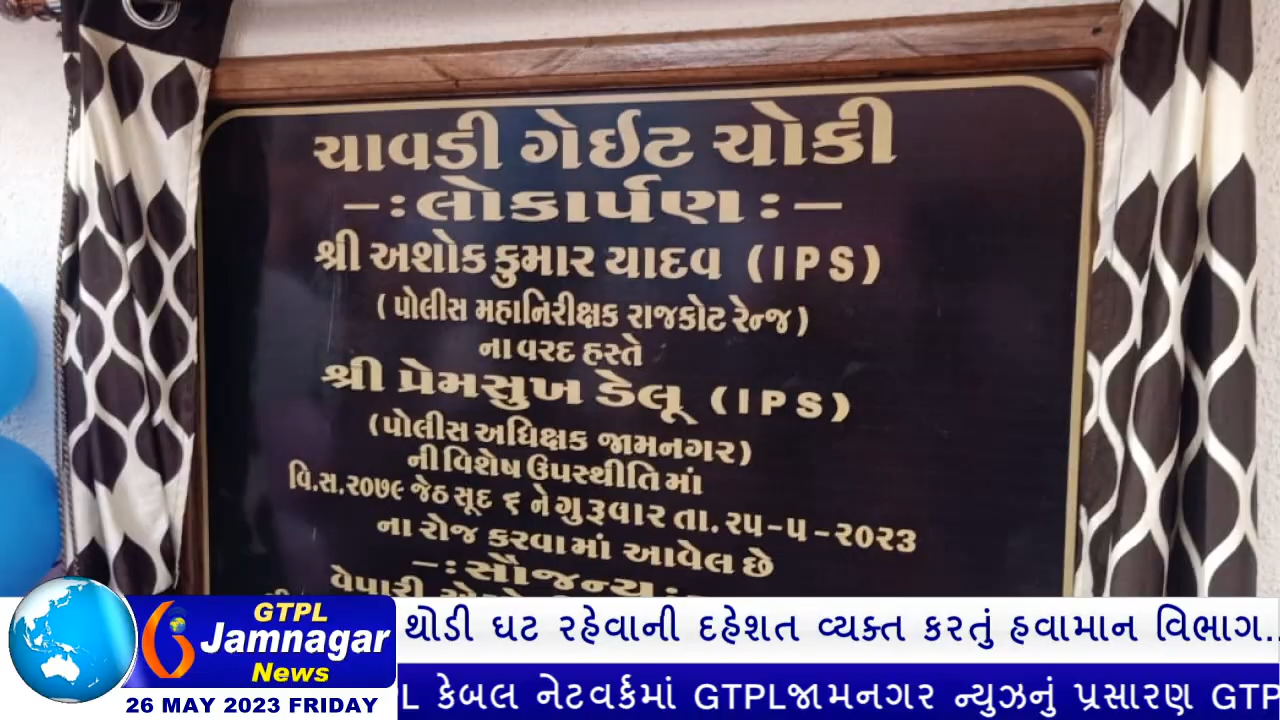 ચાવડી ગેઇટ ચોકી
-: લોકાર્પણ : -
શ્રી અશોક કુમાર યાદવ (IPS)
(પોલીસ મહાનિરીક્ષક રાજકોટ રેન્જ)
ના વરદ હસ્તે
શ્રી પ્રેમસુખ ડેલૂ (IPS)
(પોલીસ અધિક્ષક જામનગર)
ની વિશેષ ઉપસ્થીતિ માં
વિ.સ.૨૦૭૯ જેઠ સૂદ ૬ ને ગુરૂવાર તા.૨૫-૫-૨૦૨૩
ના રોજ કરવામાં આવેલ છે
-: સૌજન્ય :
વેપારી
GTPL
Jamnagar
News
26 MAY 2023 FRIDAY
થોડી ઘટ રહેવાની દહેશત વ્યક્ત કરતું હવામાન વિભાગ..
PL કેબલ નેટવર્કમાં GTPLજામનગર ન્યુઝનું પ્રસારણ GTP